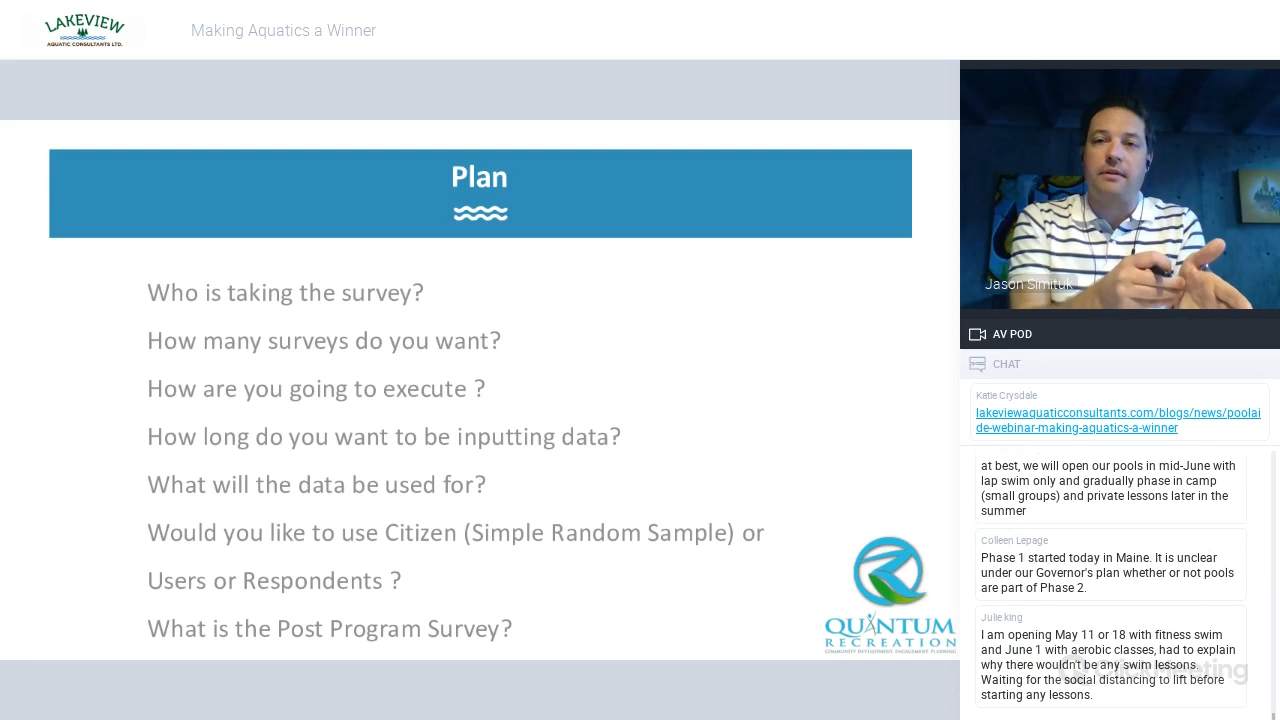 LAKEVIEW
AQUATIC CONSULTANTS LTD.
Making Aquatics a Winner
Plan
Who is taking the survey?
How many surveys do you want?
How are you going to execute ?
How long do you want to be inputting data?
What will the data be used for?
Would you like to use Citizen (Simple Random Sample) or
Users or Respondents ?
What is the Post Program Survey?
QUANTUM
RECREATION
COMMUNITY DEVELOPMENT ENGAGEMENT PLANNING
Jason Simituk
AV POD
CHAT
Katie Crysdale
lakeviewaquaticconsultants.com/blogs/news/poolai
de-webinar-making-aquatics-a-winner
at best, we will open our pools in mid-June with
lap swim only and gradually phase in camp
(small groups) and private lessons later in the
summer
Colleen Lepage
Phase 1 started today in Maine. It is unclear
under our Governor's plan whether or not pools
are part of Phase 2.
Julie king
I am opening May 11 or 18 with fitness swim
and June 1 with aerobic classes, had to explain
why there wouldn't be any swim lessons.
Waiting for the social distancing to lift before
starting any lessons.
ClickMeeting